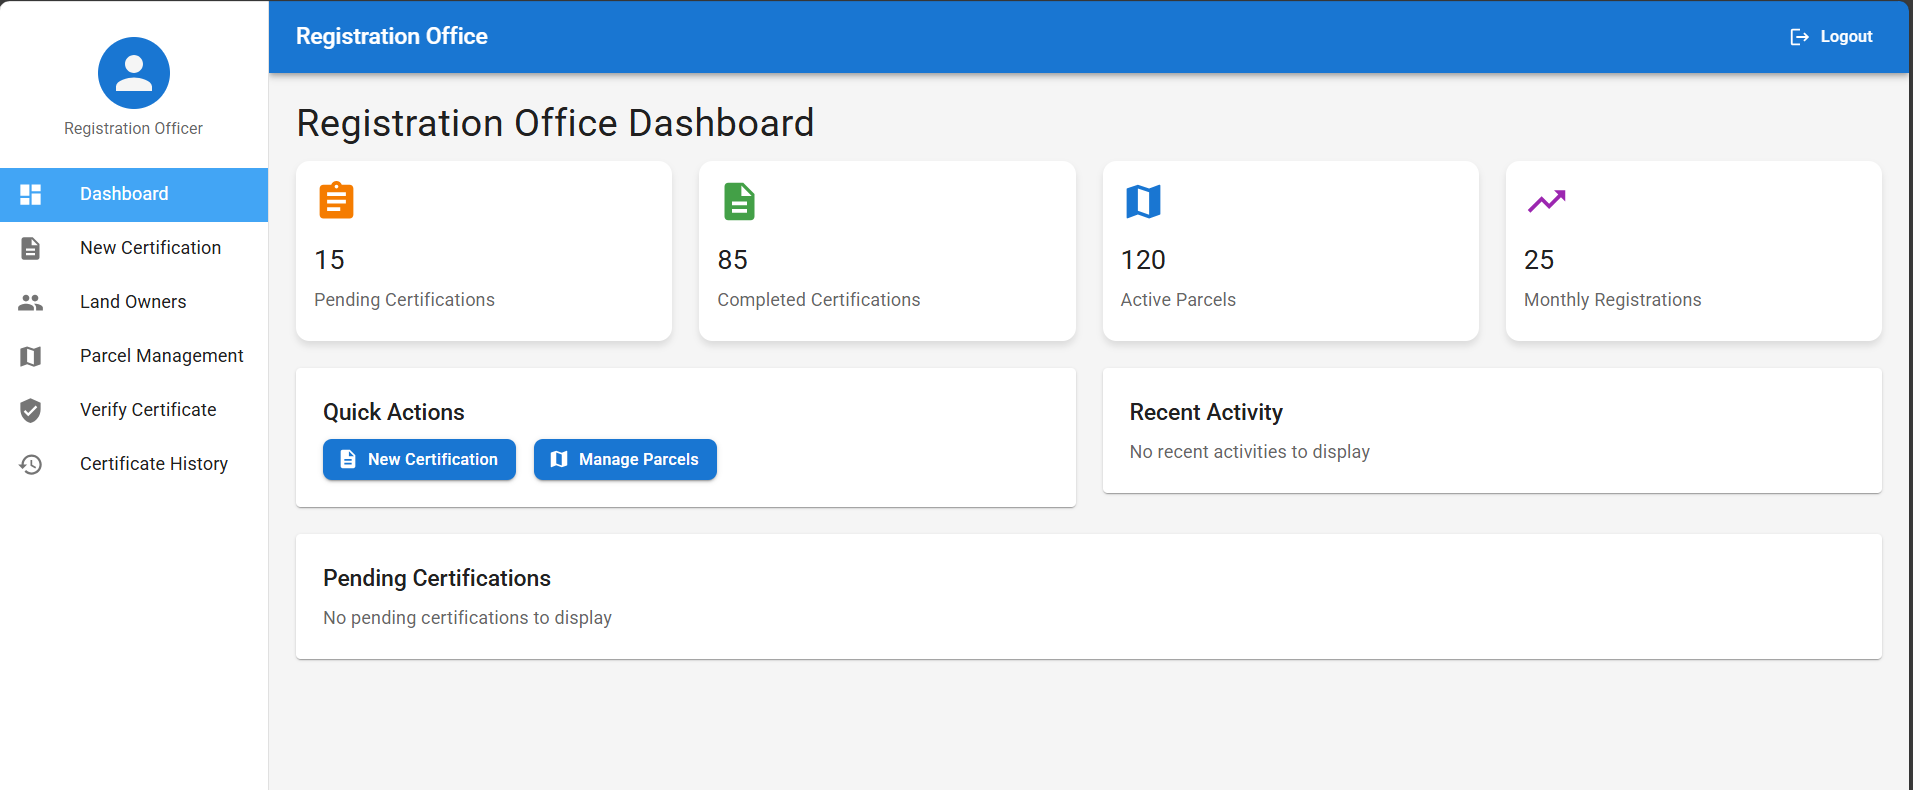 Registration Officer
Dashboard
New Certification
Land Owners
Parcel Management
Verify Certificate
Certificate History
Registration Office
Logout
Registration Office Dashboard
15
Pending Certifications
85
Completed Certifications
120
Active Parcels
25
Monthly Registrations
Quick Actions
New Certification
Manage Parcels
Recent Activity
No recent activities to display
Pending Certifications
No pending certifications to display